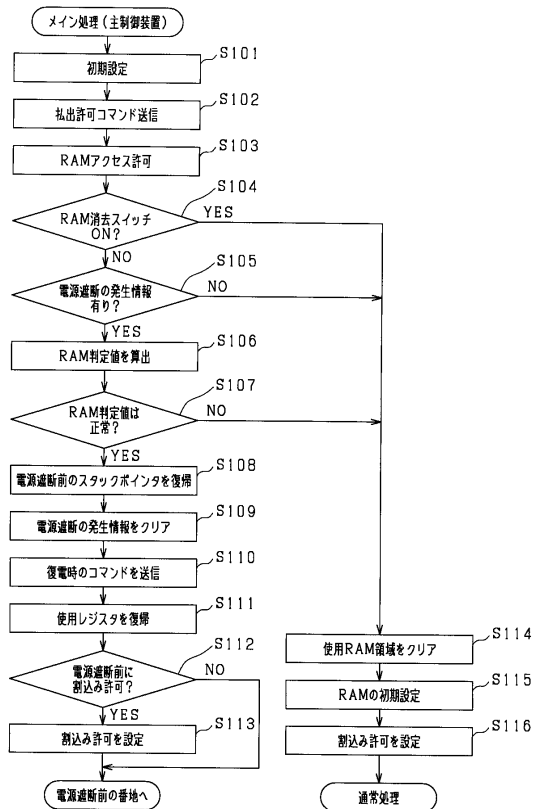 メイン処理(主制御装置)
S101
初期設定
S102
払出許可コマンド送信
S103
RAMアクセス許可
S104
RAM消去スイッチ
ON?
YES
NO
S105
電源遮断の発生情報
有り?
NO
YES
S106
RAM判定値を算出
S107
RAM判定値は
正常?
NO
YES
S108
電源遮断前のスタックポインタを復帰
S109
電源遮断の発生情報をクリア
S110
復電時のコマンドを送信
S111
使用レジスタを復帰
S112
電源遮断前に
割込み許可?
NO
YES
S113
割込み許可を設定
電源遮断前の番地へ
S114
使用RAM領域をクリア
S115
RAMの初期設定
S116
割込み許可を設定
通常処理